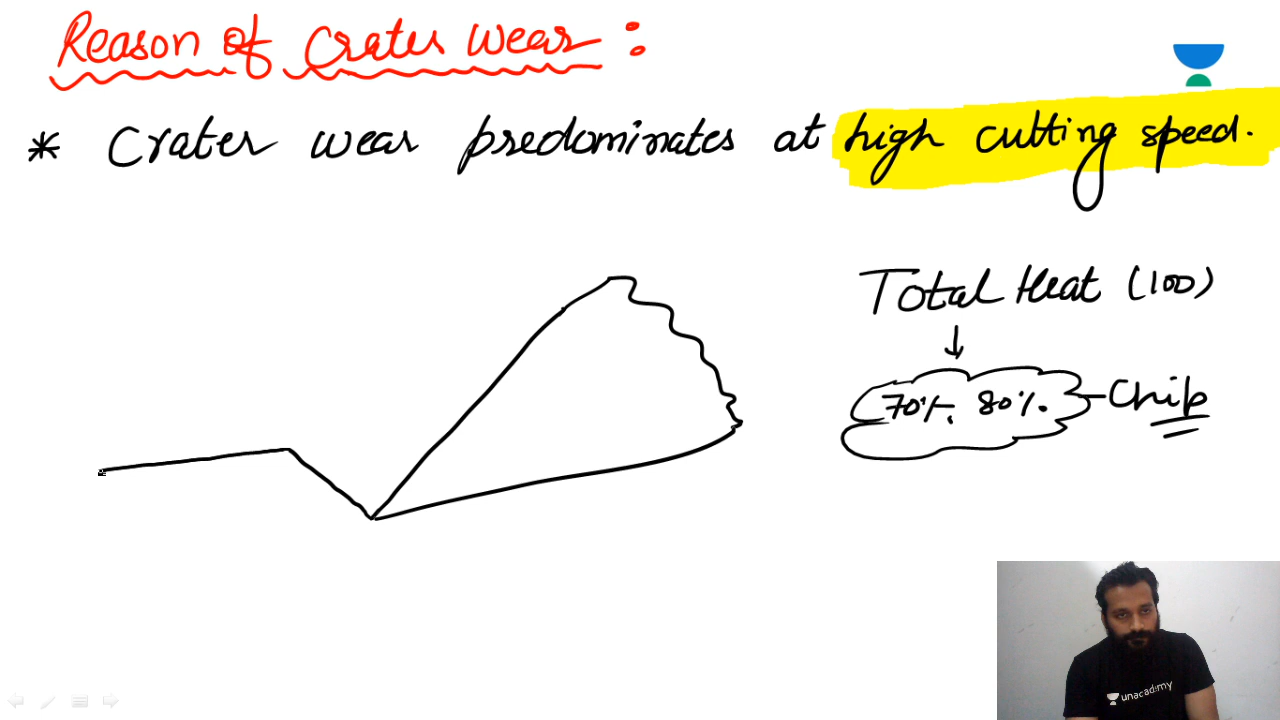 Reason of Crater Wear :
* Crater wear predominates at high cutting speed.
Total Heat (100)
↓
70%. 80%. - Chip
unacademy